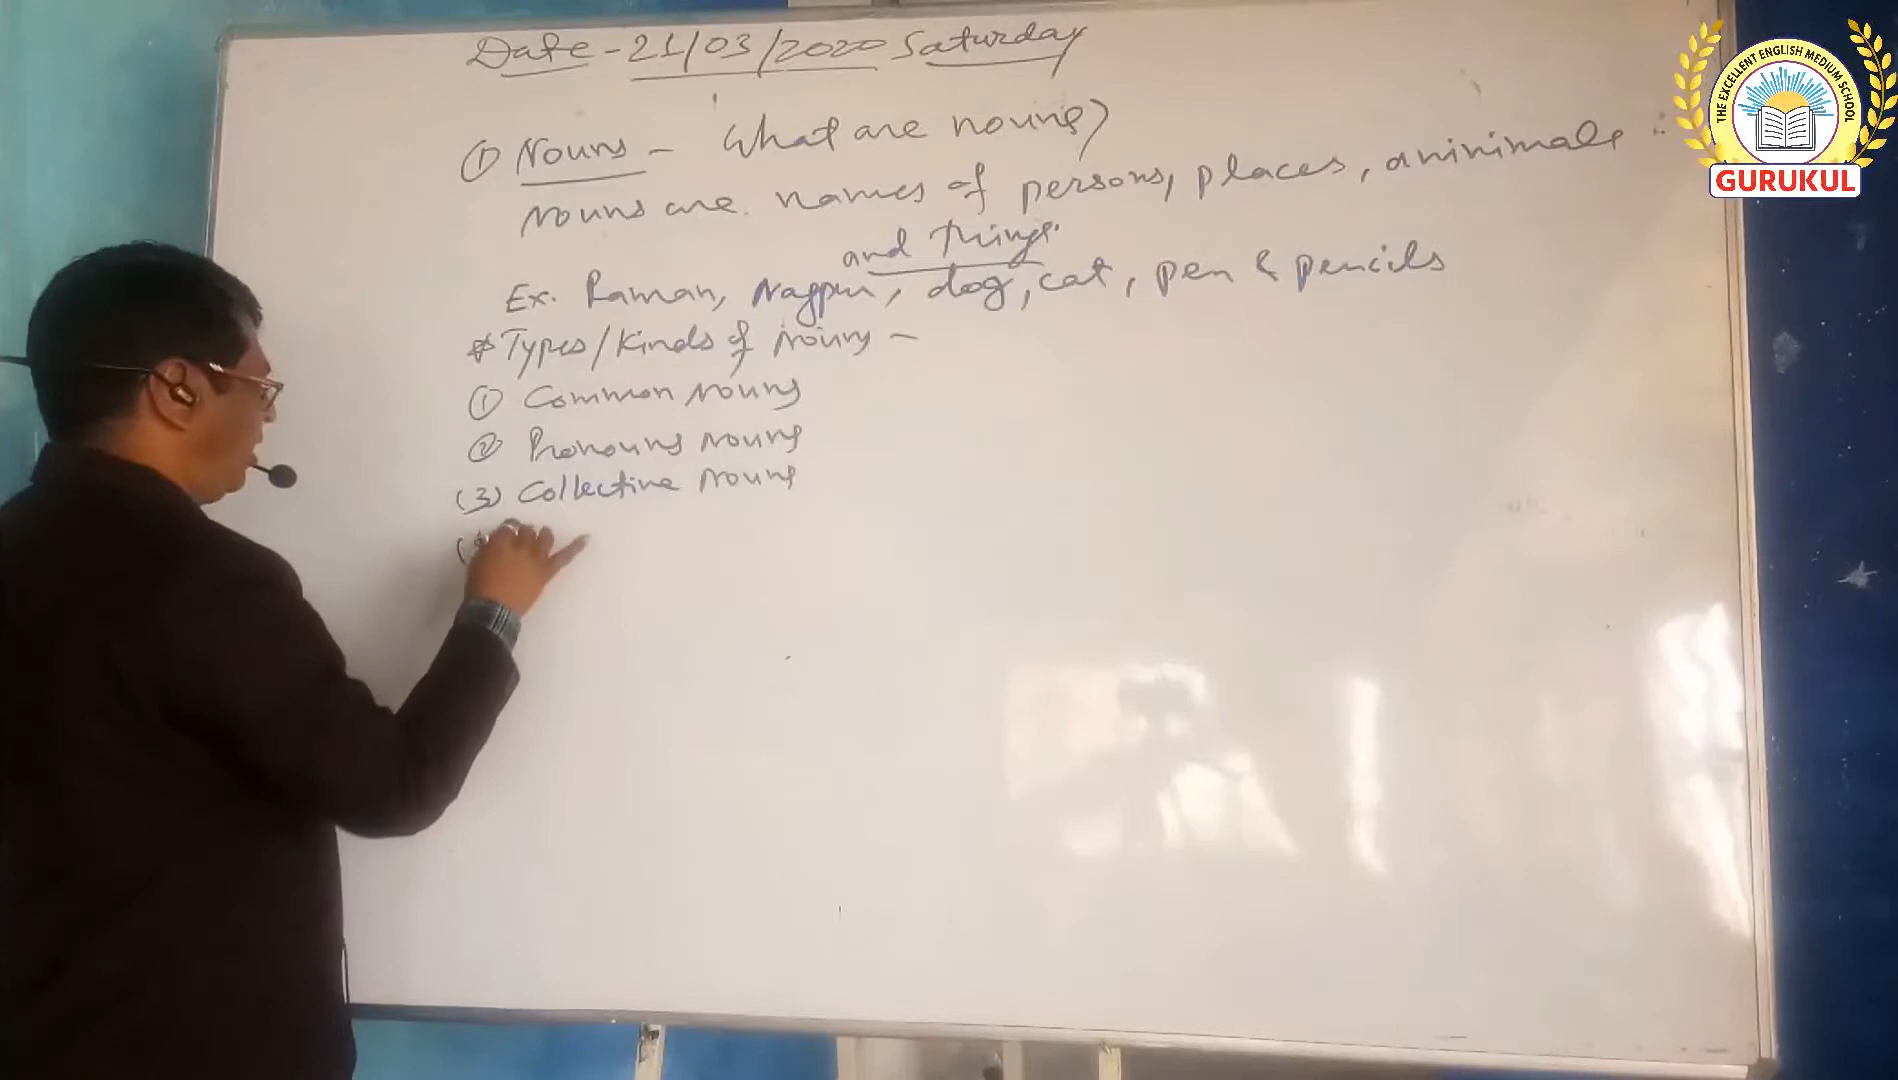 Date - 21/03/2020 Saturday
① Nouns - What are nouns?
Nouns are names of persons, places, aninimals
and things.
Ex. Raman, Nagpur, dog, cat, pen & pencils
* Types/Kinds of Nouns -
① Common Nouns
② Pronouns Nouns
(3) Collective Nouns
THE EXCELLENT ENGLISH MEDIUM SCHOOL
GURUKUL